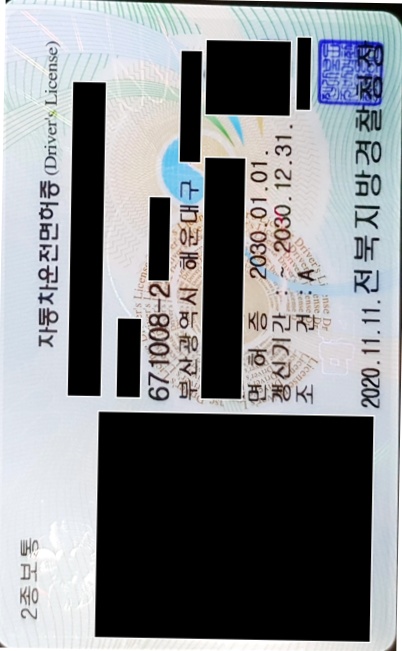 2종보통
자동차운전면허증 (Driver's License)
671008-2
부산광역시 해운대구
면 허 증
갱신기간 : 2030.01.01.
~ 2030.12.31.
조 건 : A
2020.11.11. 전북지방경찰청장